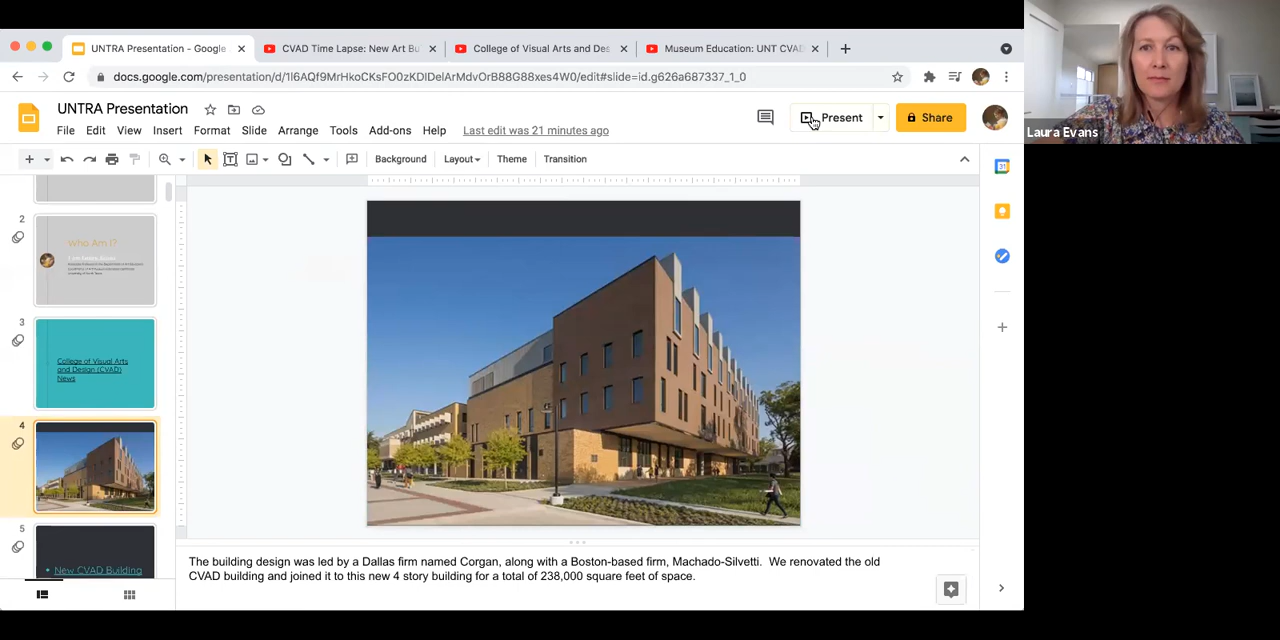 UNTRA Presentation - Google
CVAD Time Lapse: New Art Bu
College of Visual Arts and Des
Museum Education: UNT CVAD
docs.google.com/presentation/d/1l6AQf9MrHkoCKsFO0zKDlDelArMdvOrB88G88xes4W0/edit#slide=id.g626a687337_1_0
Laura Evans
UNTRA Presentation
Present
Share
File Edit View Insert Format Slide Arrange Tools Add-ons Help Last edit was 21 minutes ago
Background Layout Theme Transition
31
2
Who Am I?
3
College of Visual Arts
and Design (CVAD)
News
4
5
New CVAD Building
The building design was led by a Dallas firm named Corgan, along with a Boston-based firm, Machado-Silvetti. We renovated the old
CVAD building and joined it to this new 4 story building for a total of 238,000 square feet of space.